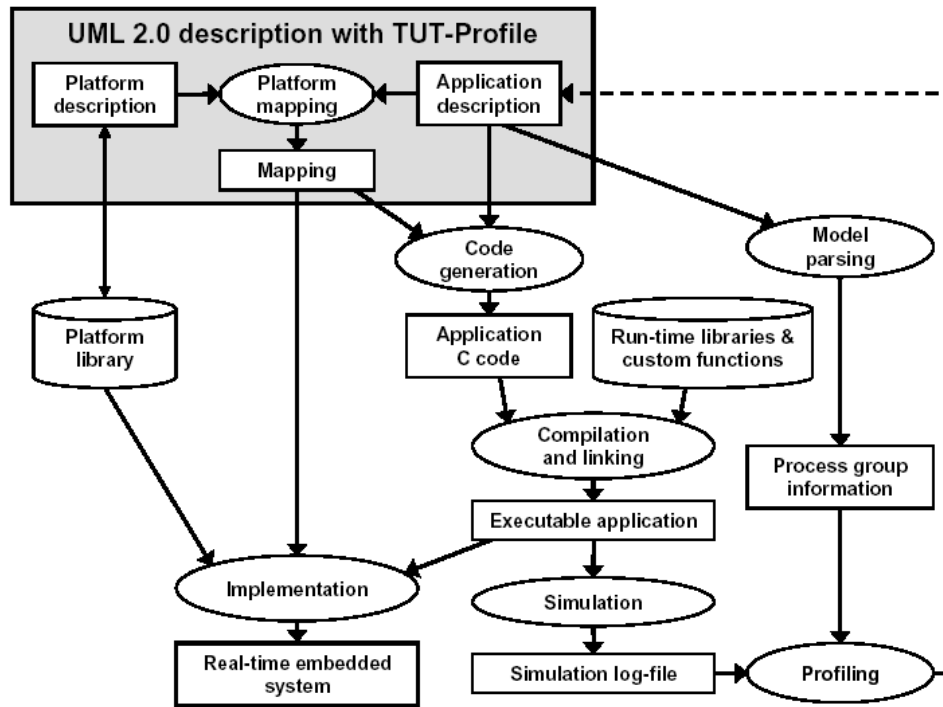 UML 2.0 description with TUT-Profile
Platform
description
Platform
mapping
Application
description
Mapping
Code
generation
Model
parsing
Platform
library
Application
C code
Run-time libraries &
custom functions
Compilation
and linking
Process group
information
Executable application
Implementation
Simulation
Real-time embedded
system
Simulation log-file
Profiling